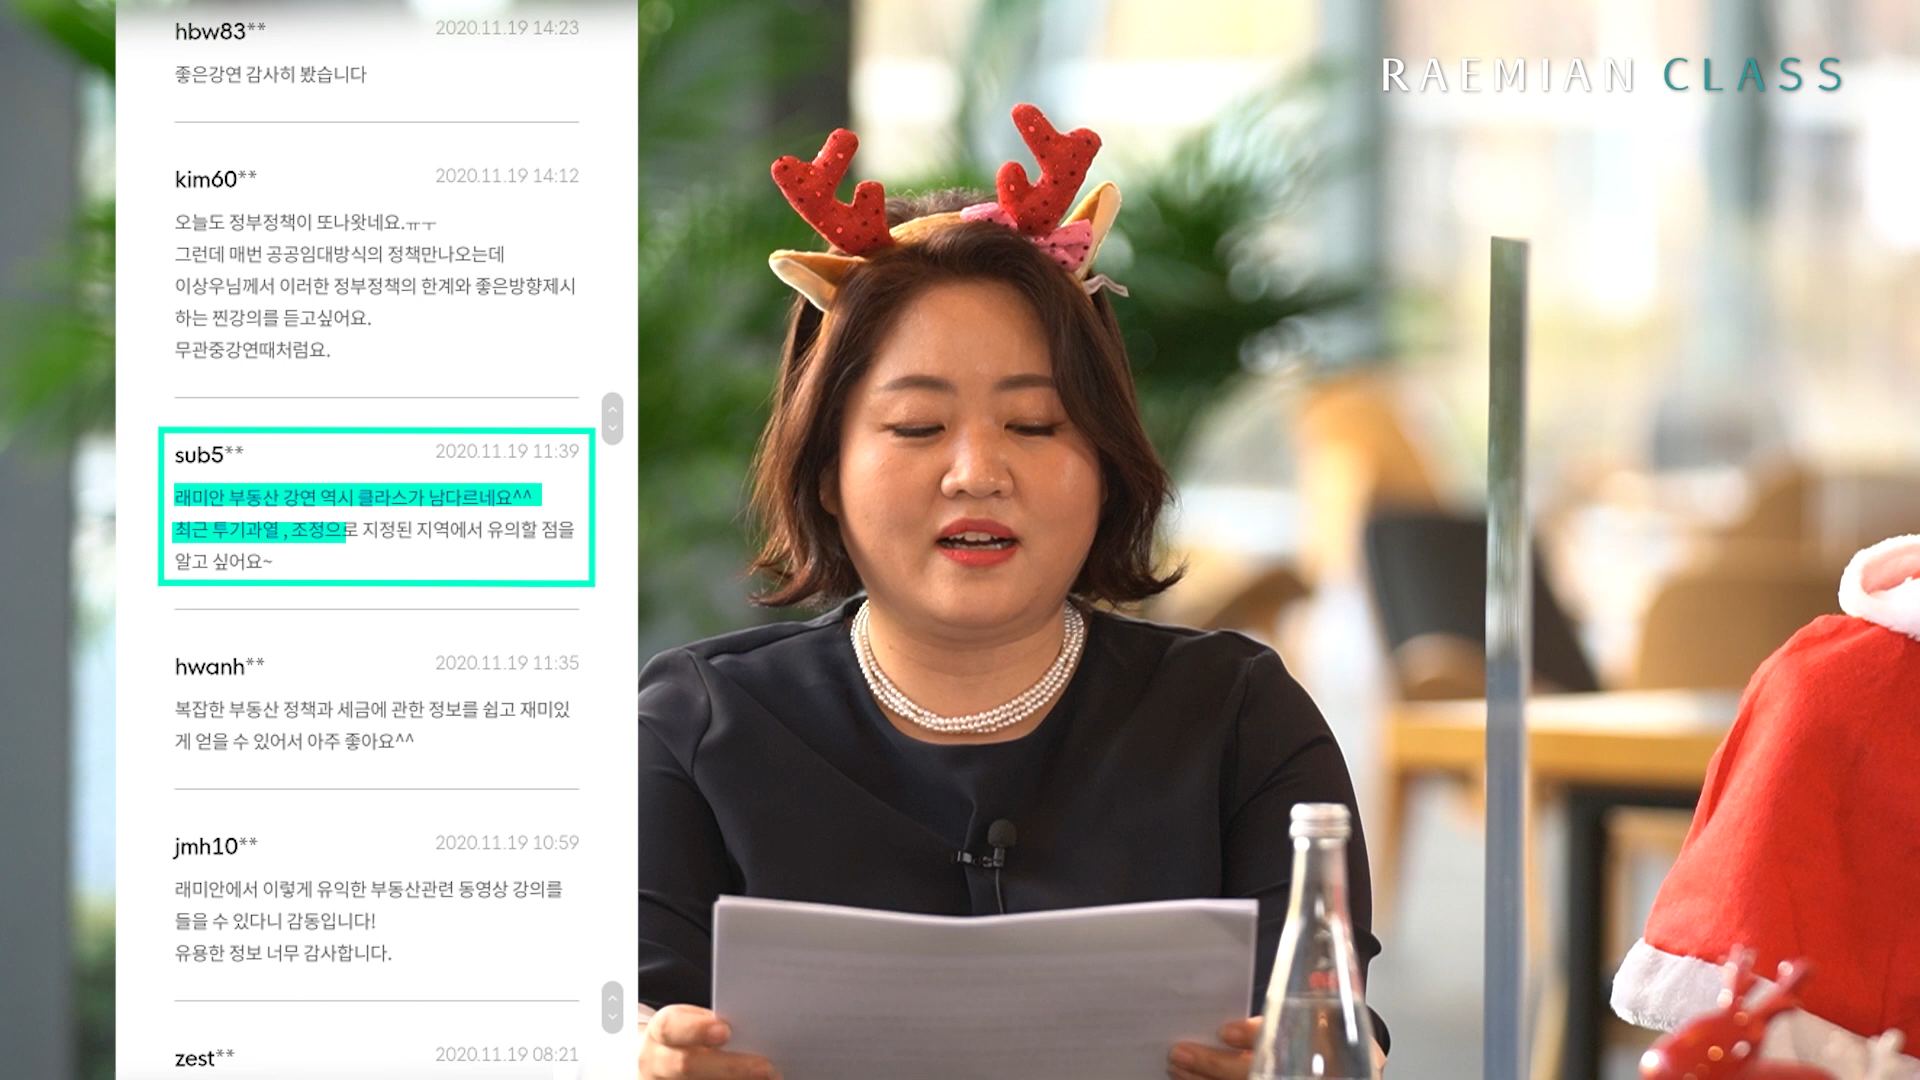 hbw83** 2020.11.19 14:23
좋은강연 감사히 봤습니다
kim60** 2020.11.19 14:12
오늘도 정부정책이 또나왓네요.ㅠㅜ
그런데 매번 공공임대방식의 정책만나오는데
이상우님께서 이러한 정부정책의 한계와 좋은방향제시
하는 찐강의를 듣고싶어요.
무관중강연때처럼요.
sub5** 2020.11.19 11:39
래미안 부동산 강연 역시 클라스가 남다르네요^^
최근 투기과열 , 조정으로 지정된 지역에서 유의할 점을
알고 싶어요~
hwanh** 2020.11.19 11:35
복잡한 부동산 정책과 세금에 관한 정보를 쉽고 재미있
게 얻을 수 있어서 아주 좋아요^^
jmh10** 2020.11.19 10:59
래미안에서 이렇게 유익한 부동산관련 동영상 강의를
들을 수 있다니 감동입니다!
유용한 정보 너무 감사합니다.
zest** 2020.11.19 08:21
RAEMIAN CLASS